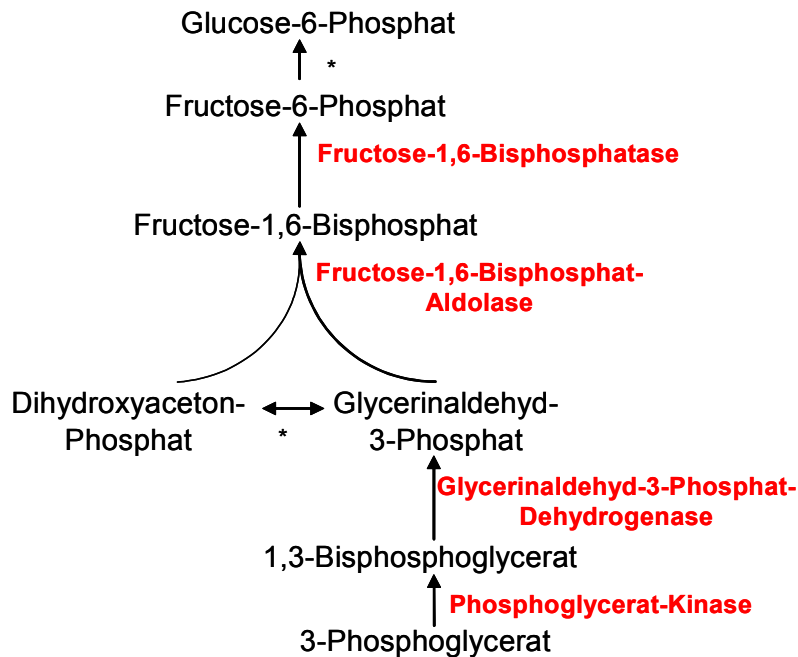 Glucose-6-Phosphat
*
Fructose-6-Phosphat
Fructose-1,6-Bisphosphatase
Fructose-1,6-Bisphosphat
Fructose-1,6-Bisphosphat-
Aldolase
Dihydroxyaceton-
Phosphat
*
Glycerinaldehyd-
3-Phosphat
Glycerinaldehyd-3-Phosphat-
Dehydrogenase
1,3-Bisphosphoglycerat
Phosphoglycerat-Kinase
3-Phosphoglycerat